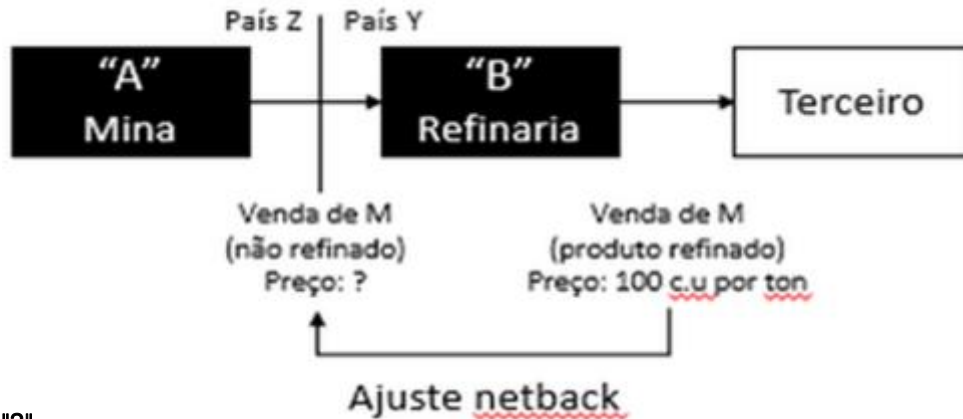 País Z
País Y
"A"
Mina
"B"
Refinaria
Terceiro
Venda de M
(não refinado)
Preço: ?
Venda de M
(produto refinado)
Preço: 100 c.u por ton
Ajuste netback